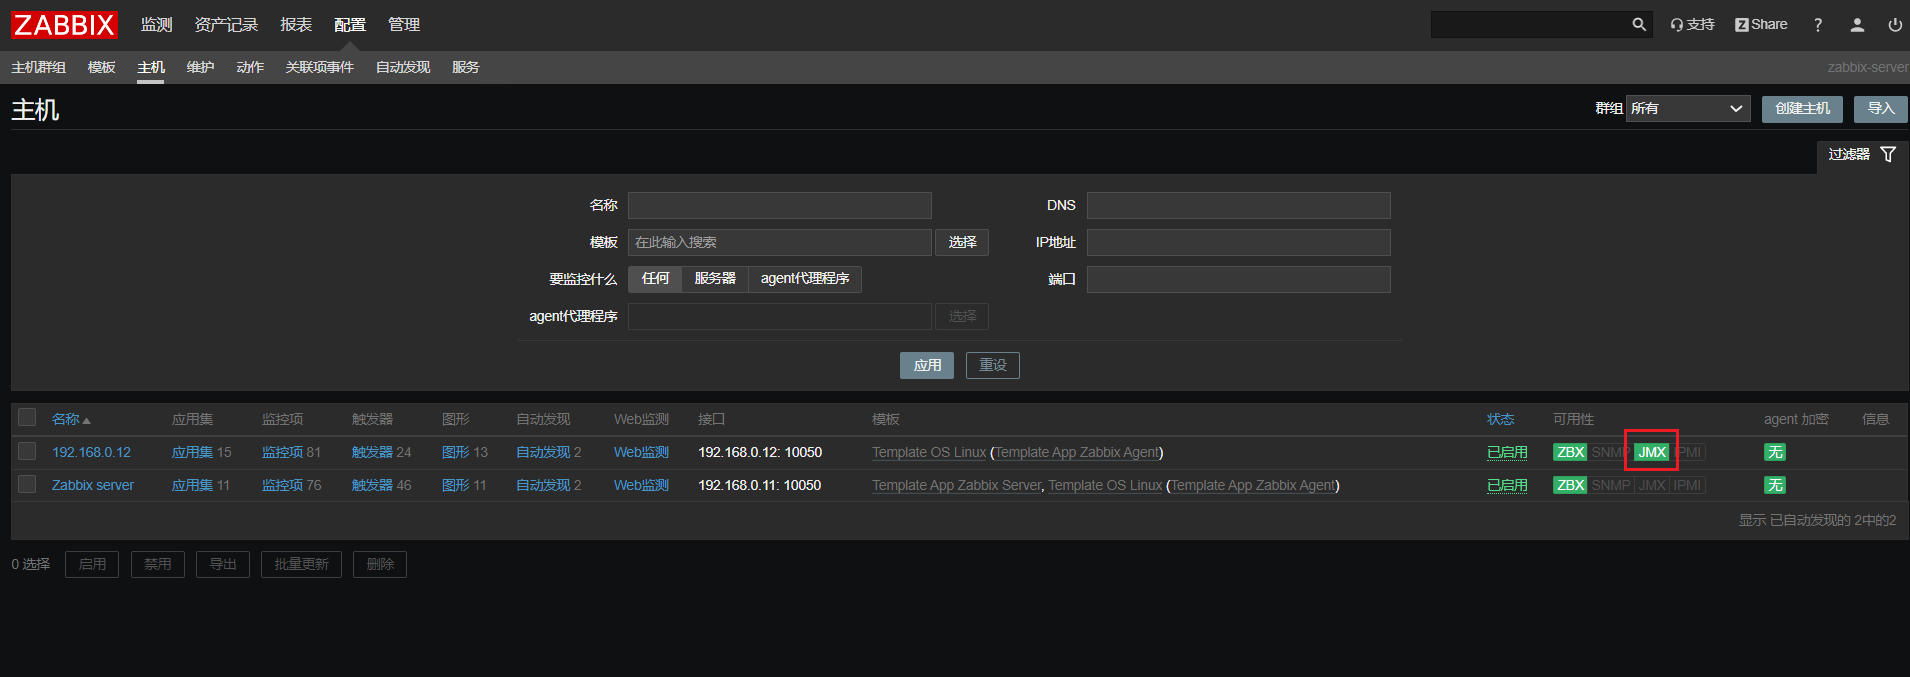 ZABBIX 监测 资产记录 报表 配置 管理 支持 Z Share ?
主机群组 模板 主机 维护 动作 关联项事件 自动发现 服务 zabbix-server
主机 群组 所有 创建主机 导入
过滤器
名称 DNS
模板 在此输入搜索 选择 IP地址
要监控什么 任何 服务器 agent代理程序 端口
agent代理程序 选择
应用 重设
名称 应用集 监控项 触发器 图形 自动发现 Web监测 接口 模板 状态 可用性 agent 加密 信息
192.168.0.12 应用集 15 监控项 81 触发器 24 图形 13 自动发现 2 Web监测 192.168.0.12: 10050 Template OS Linux (Template App Zabbix Agent) 已启用 ZBX SNMP JMX IPMI 无
Zabbix server 应用集 11 监控项 76 触发器 46 图形 11 自动发现 2 Web监测 192.168.0.11: 10050 Template App Zabbix Server, Template OS Linux (Template App Zabbix Agent) 已启用 ZBX SNMP JMX IPMI 无
显示 已自动发现的 2中的2
0 选择 启用 禁用 导出 批量更新 删除